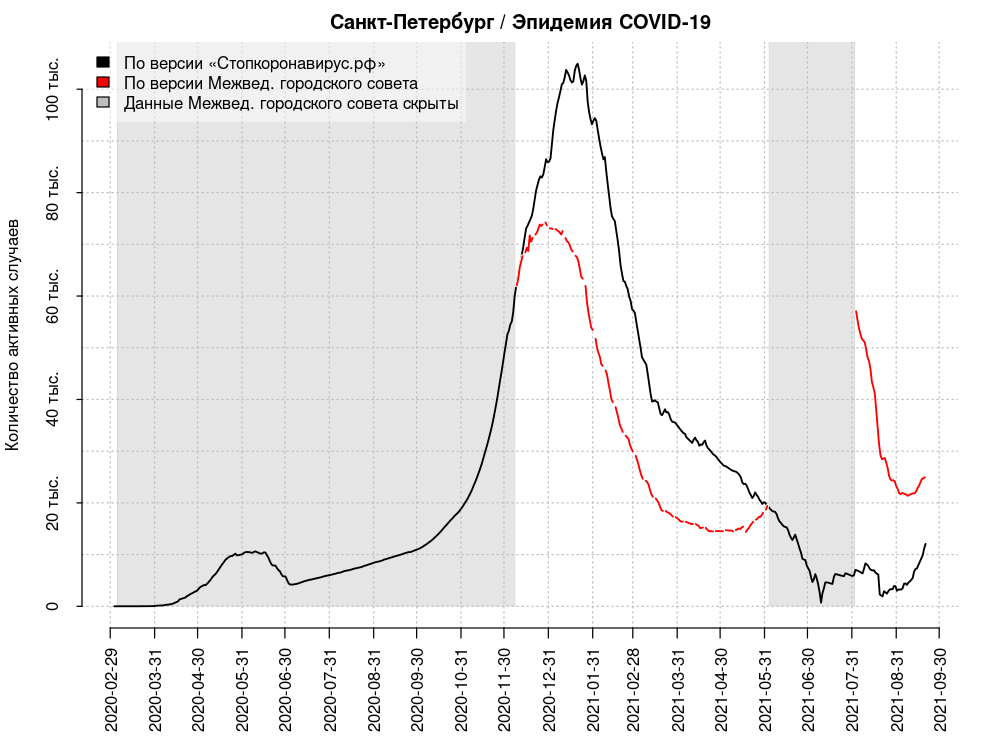 Санкт-Петербург / Эпидемия COVID-19
По версии «Стопкоронавирус.рф»
По версии Межвед. городского совета
Данные Межвед. городского совета скрыты
Количество активных случаев
100 тыс.
80 тыс.
60 тыс.
40 тыс.
20 тыс.
0
2020-02-29
2020-03-31
2020-04-30
2020-05-31
2020-06-30
2020-07-31
2020-08-31
2020-09-30
2020-10-31
2020-11-30
2020-12-31
2021-01-31
2021-02-28
2021-03-31
2021-04-30
2021-05-31
2021-06-30
2021-07-31
2021-08-31
2021-09-30